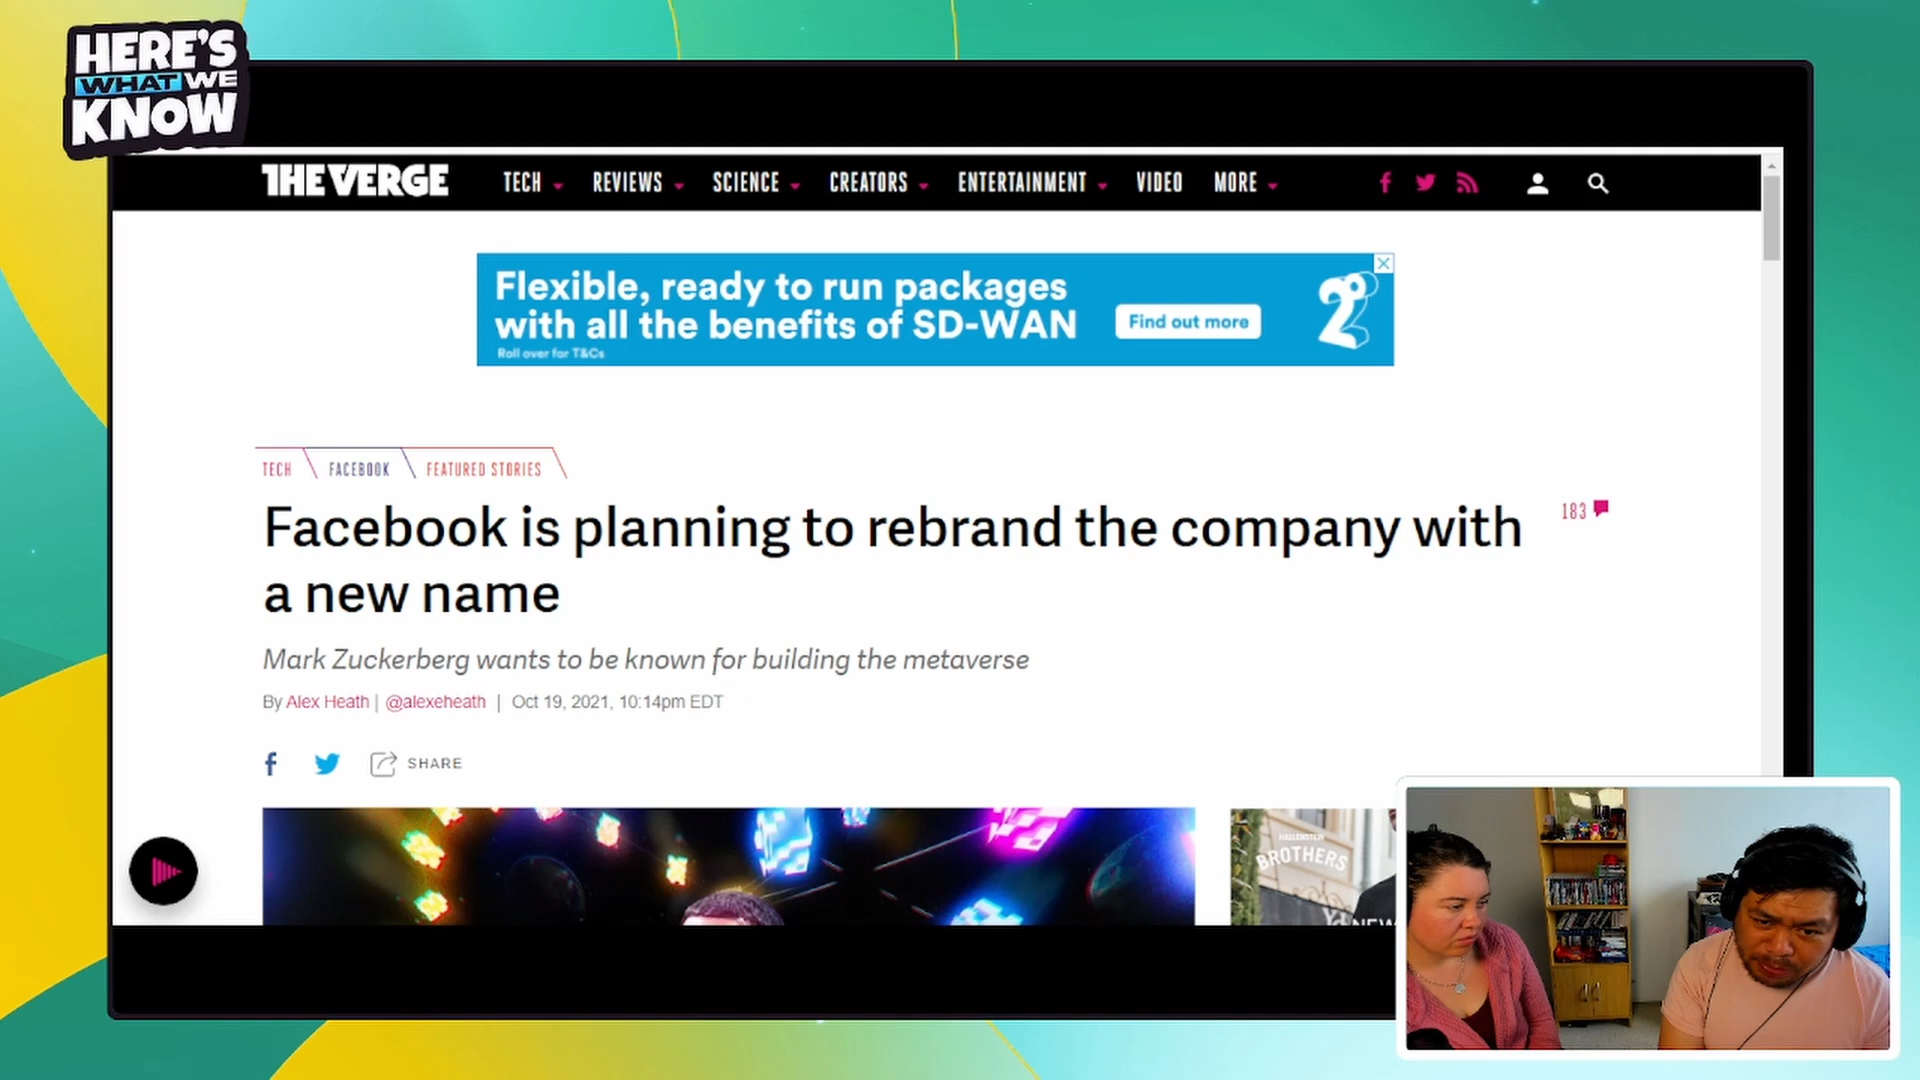 HERE'S
WHAT WE
KNOW
THE VERGE TECH REVIEWS SCIENCE CREATORS ENTERTAINMENT VIDEO MORE
Flexible, ready to run packages
with all the benefits of SD-WAN
Find out more
Roll over for T&Cs
TECH FACEBOOK FEATURED STORIES
Facebook is planning to rebrand the company with
a new name
183
Mark Zuckerberg wants to be known for building the metaverse
By Alex Heath | @alexeheath | Oct 19, 2021, 10:14pm EDT
SHARE
HALLENSTEIN
BROTHERS